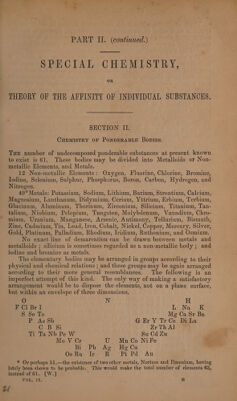 PART II. (continued.)
SPECIAL CHEMISTRY,
OR
THEORY OF THE AFFINITY OF INDIVIDUAL SUBSTANCES.
SECTION II.
CHEMISTRY OF PONDERABLE BODIES.
THE number of undecomposed ponderable substances at present known
to exist is 61. These bodies may be divided into Metalloids or Non-
metallic Elements, and Metals.
12 Non-metallic Elements: Oxygen, Fluorine, Chlorine, Bromine,
Iodine, Selenium, Sulphur, Phosphorus, Boron, Carbon, Hydrogen, and
Nitrogen.
49* Metals: Potassium, Sodium, Lithium, Barium, Strontium, Calcium,
Magnesium, Lanthanum, Didymium, Cerium, Yttrium, Erbium, Terbium,
Glucinum, Aluminum, Thorinum, Zirconium, Silicium, Titanium, Tan-
talium, Niobium, Pelopium, Tungsten, Molybdenum, Vanadium, Chro-
mium, Uranium, Manganese, Arsenic, Antimony, Tellurium, Bismuth,
Zinc, Cadmium, Tin, Lead, Iron, Cobalt, Nickel, Copper, Mercury, Silver,
Gold, Platinum, Palladium, Rhodium, Iridium, Ruthenium, and Osmium.
No exact line of demarcation can be drawn between metals and
metalloids; silicium is sometimes regarded as a non-metallic body; and
iodine and bromine as metals.
The elementary bodies may be arranged in groups according to their
physical and chemical relations; and these groups may be again arranged
according to their more general resemblances. The following is an
imperfect attempt of this kind. The only way of making a satisfactory
arrangement would be to dispose the elements, not on a plane surface,
but within an envelope of three dimensions.
O N H
F Cl Br I L Na K
S Se Te Mg Ca Sr Ba
P As Sb G Er Y Tr Ce Di La
C B Si Zr Th Al
Ti Ta Nb Pe W Sn Cd Zn
Mo V Cr U Mn Co Ni Fe
Bi Pb Ag Hg Cu
Os Ru Ir R Pt Pd Au
* Or perhaps 51,—the existence of two other metals, Norium and Ilmenium, having
lately been shown to be probable. This would make the total number of elements 63,
instead of 61. [W.]
VOL. II. B